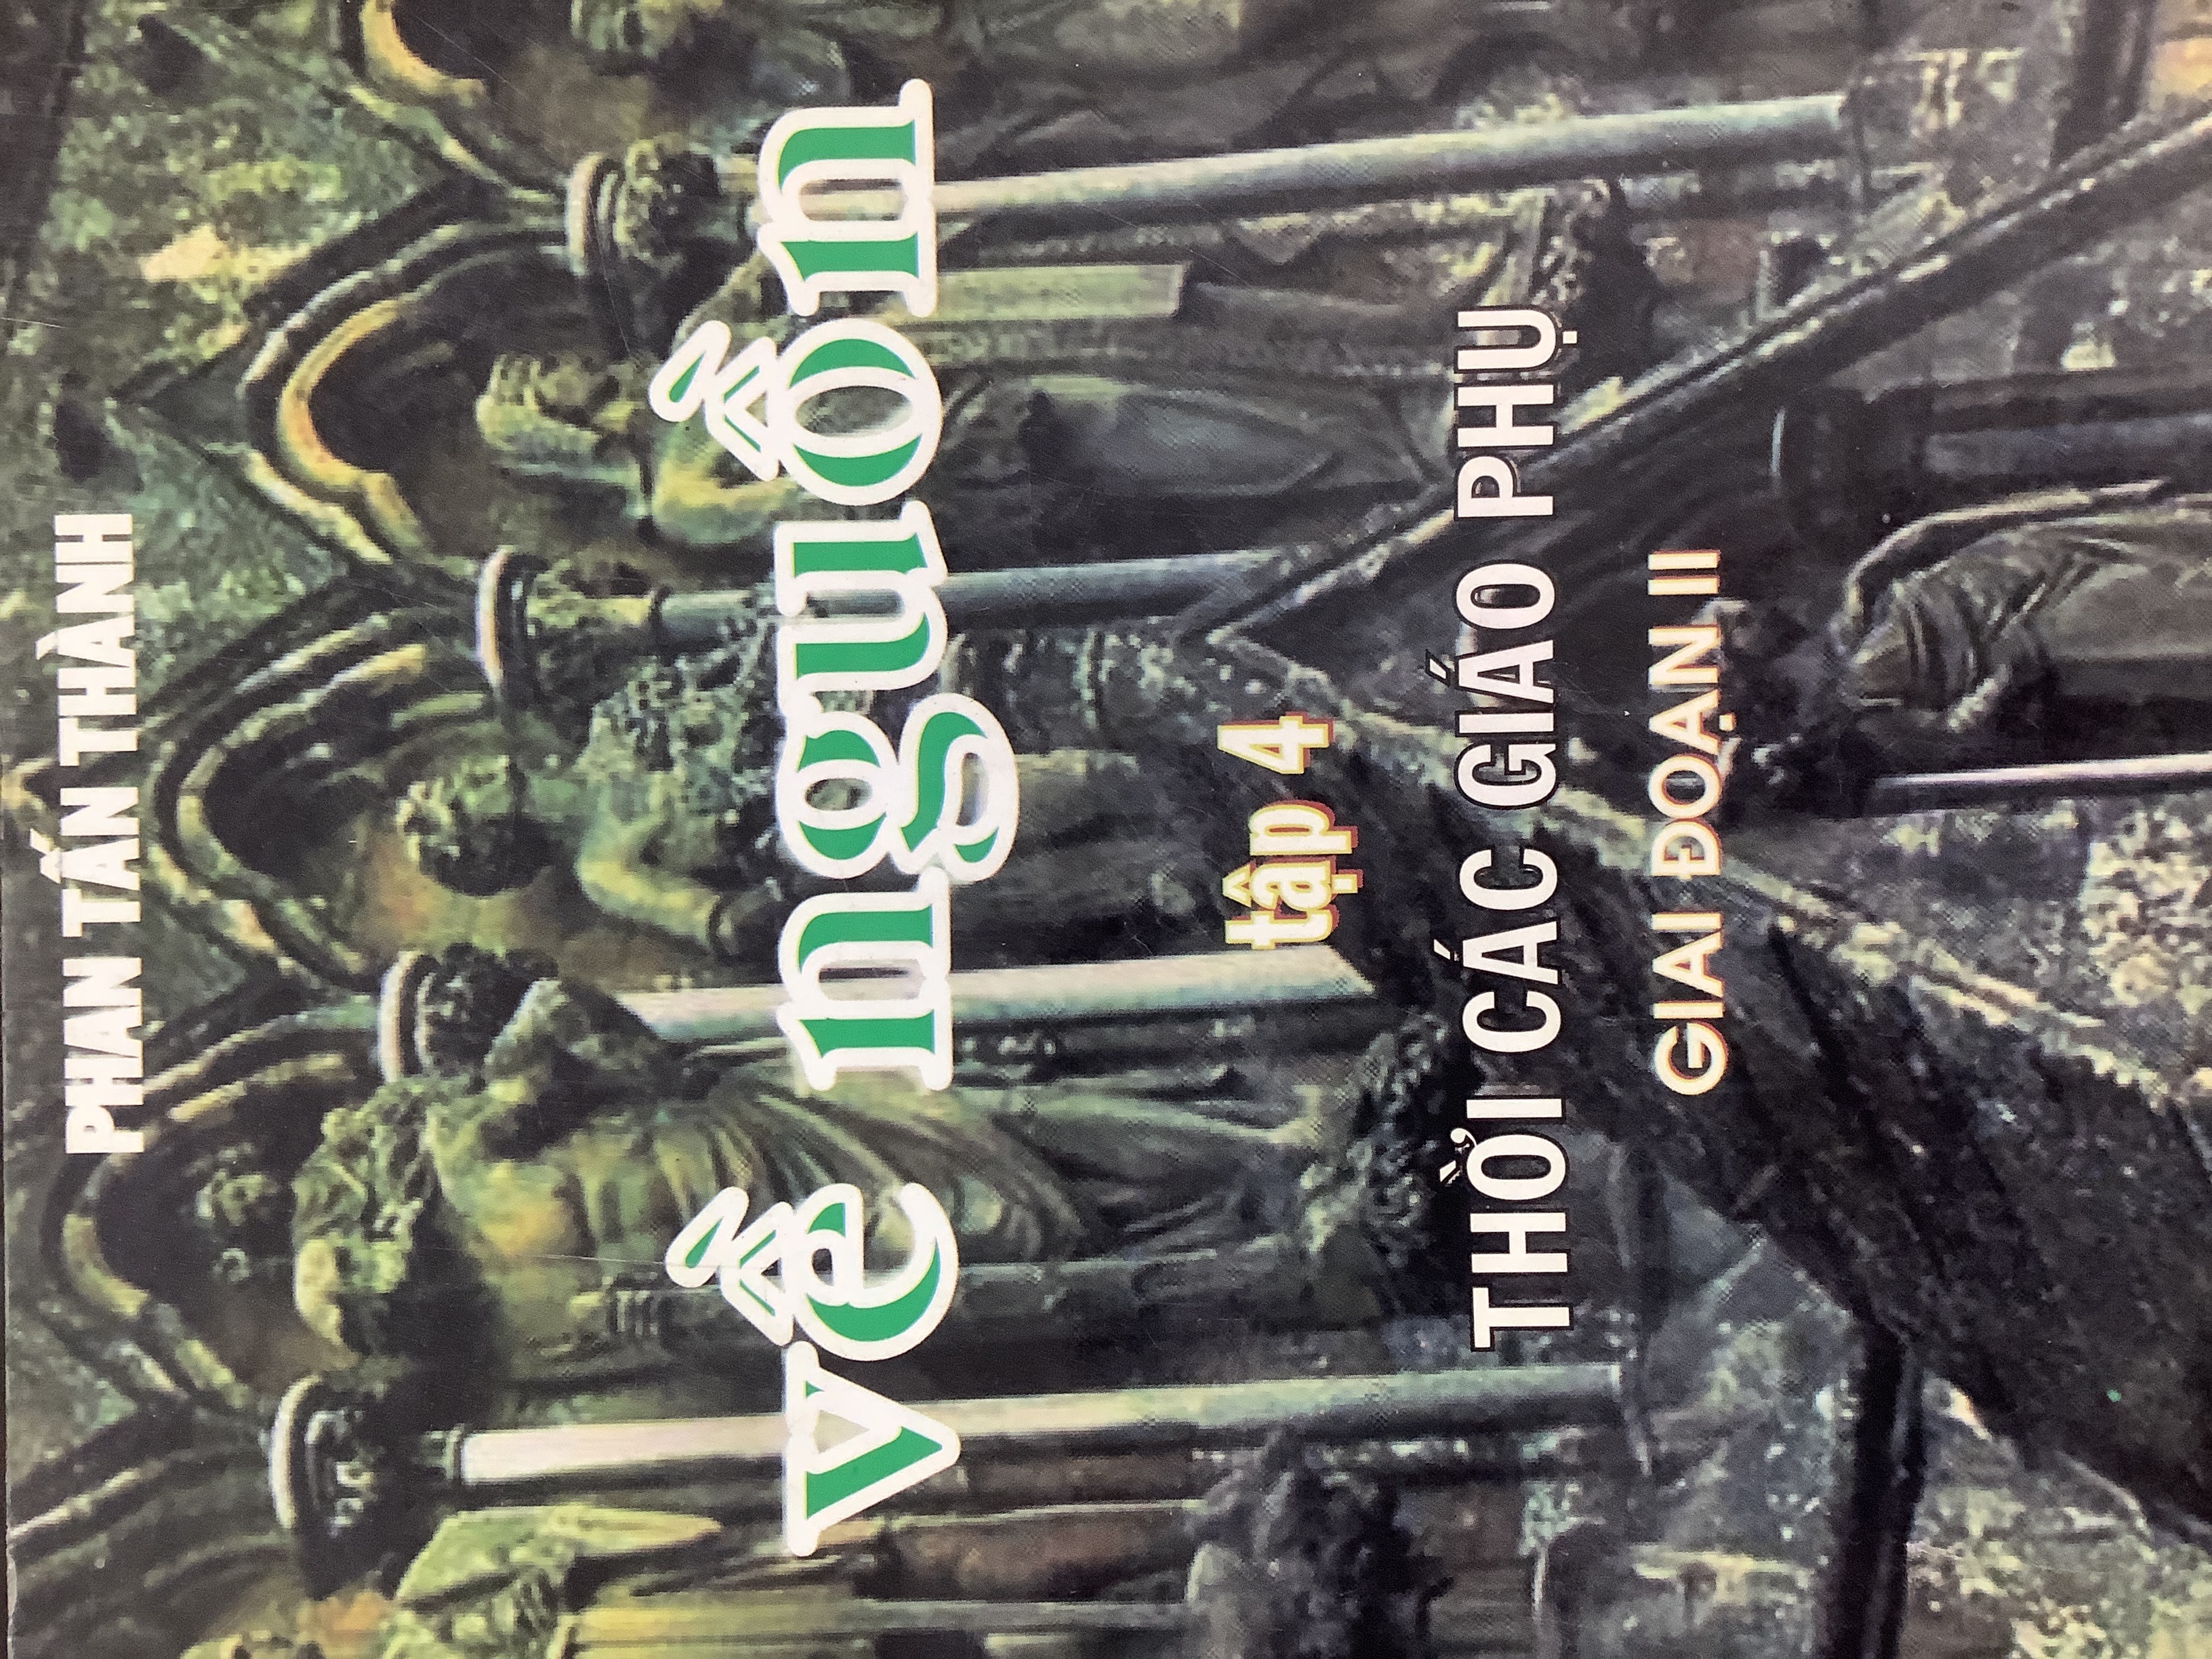 PHAN TẤN THÀNH
về nguồn
tập 4
THỜI CÁC GIÁO PHỤ
GIAI ĐOẠN II